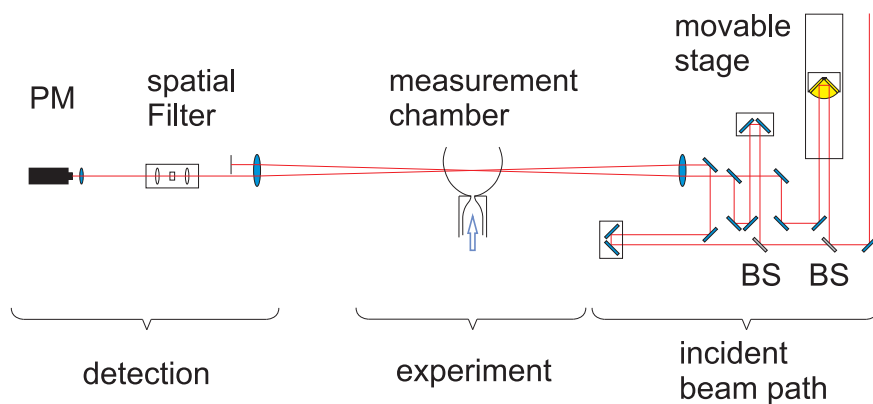 PM
spatial
Filter
measurement
chamber
movable
stage
BS
BS
detection
experiment
incident
beam path